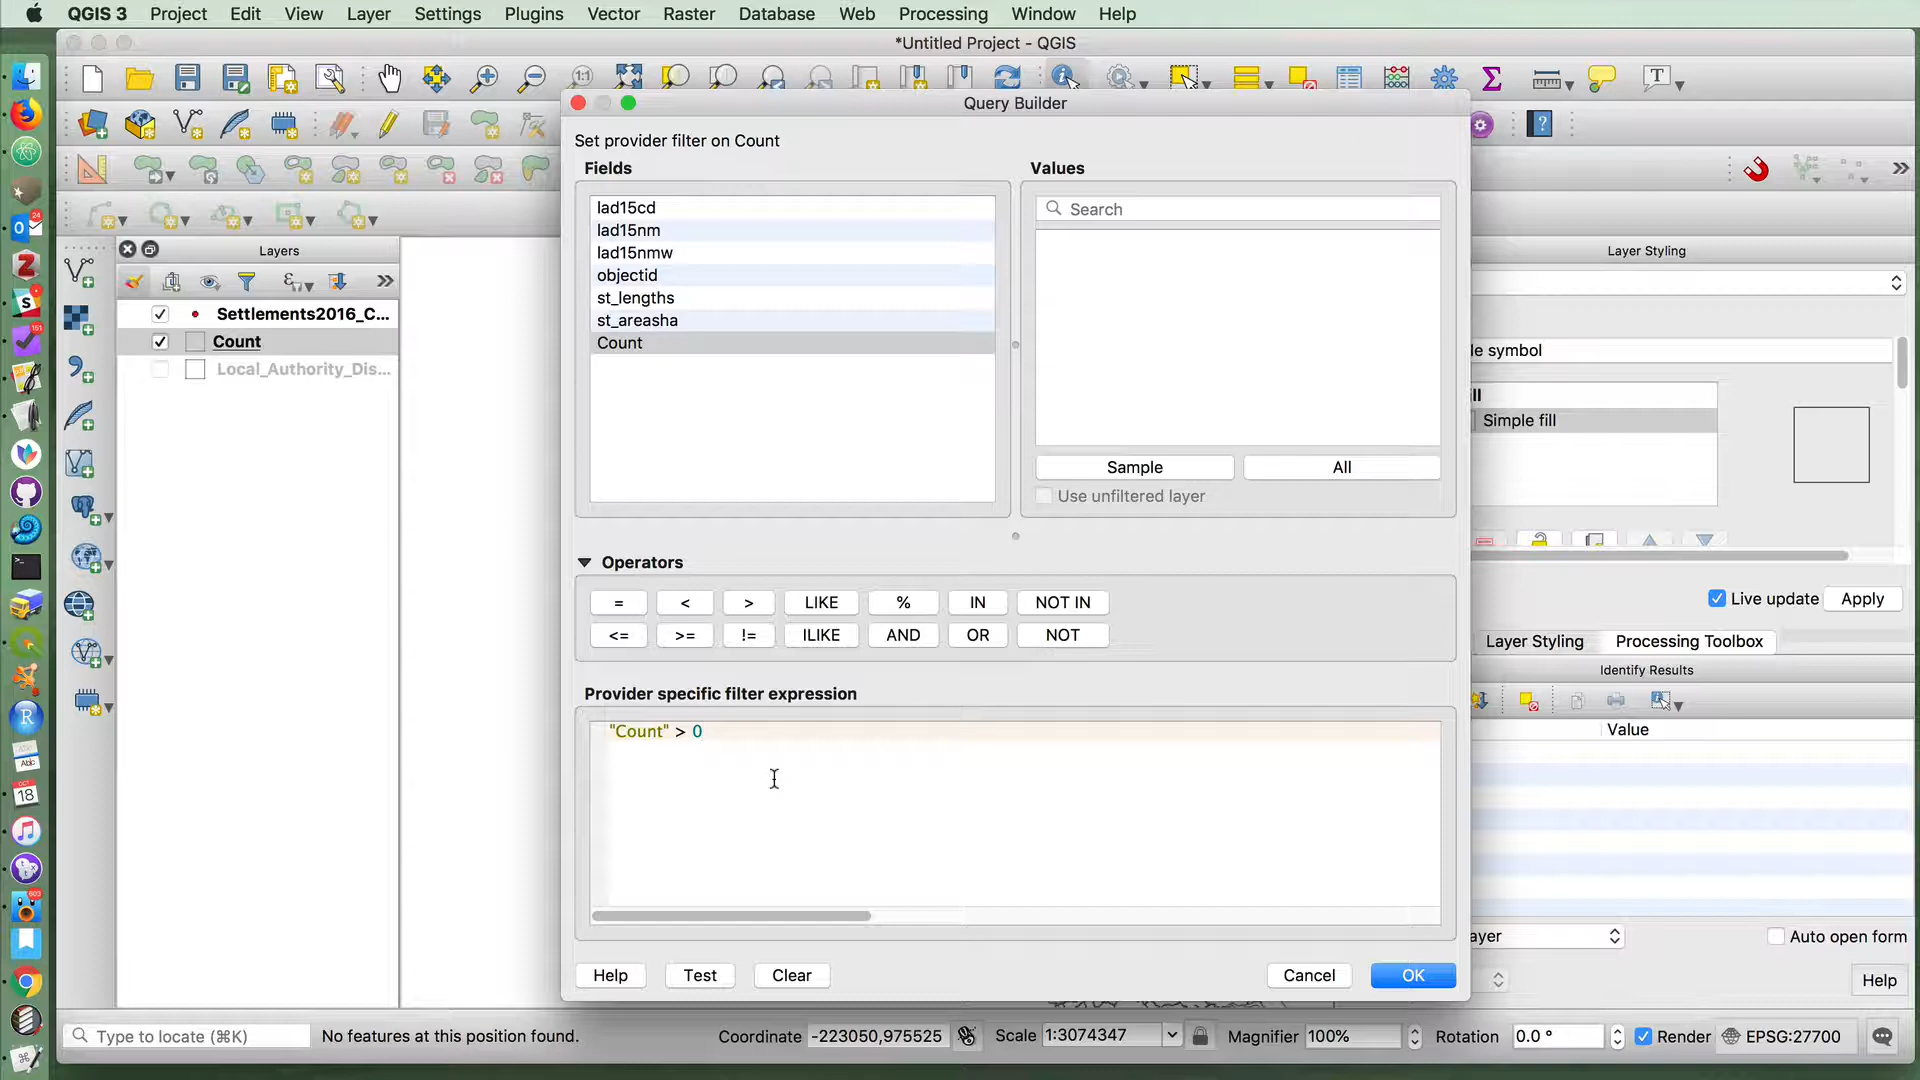 QGIS 3 Project Edit View Layer Settings Plugins Vector Raster Database Web Processing Window Help
*Untitled Project - QGIS
Query Builder
Set provider filter on Count
Fields
Values
lad15cd
lad15nm
lad15nmw
objectid
st_lengths
st_areasha
Count
Search
Sample All
Use unfiltered layer
Operators
= < > LIKE % IN NOT IN
<= >= != ILIKE AND OR NOT
Provider specific filter expression
"Count" > 0
Help Test Clear Cancel OK
Layers
Settlements2016_C...
Count
Local_Authority_Dis...
Layer Styling
le symbol
ll
Simple fill
Live update Apply
Layer Styling Processing Toolbox
Identify Results
Value
ayer
Auto open form
Help
Type to locate (⌘K) No features at this position found. Coordinate -223050,975525 Scale 1:3074347 Magnifier 100% Rotation 0.0 ° Render EPSG:27700